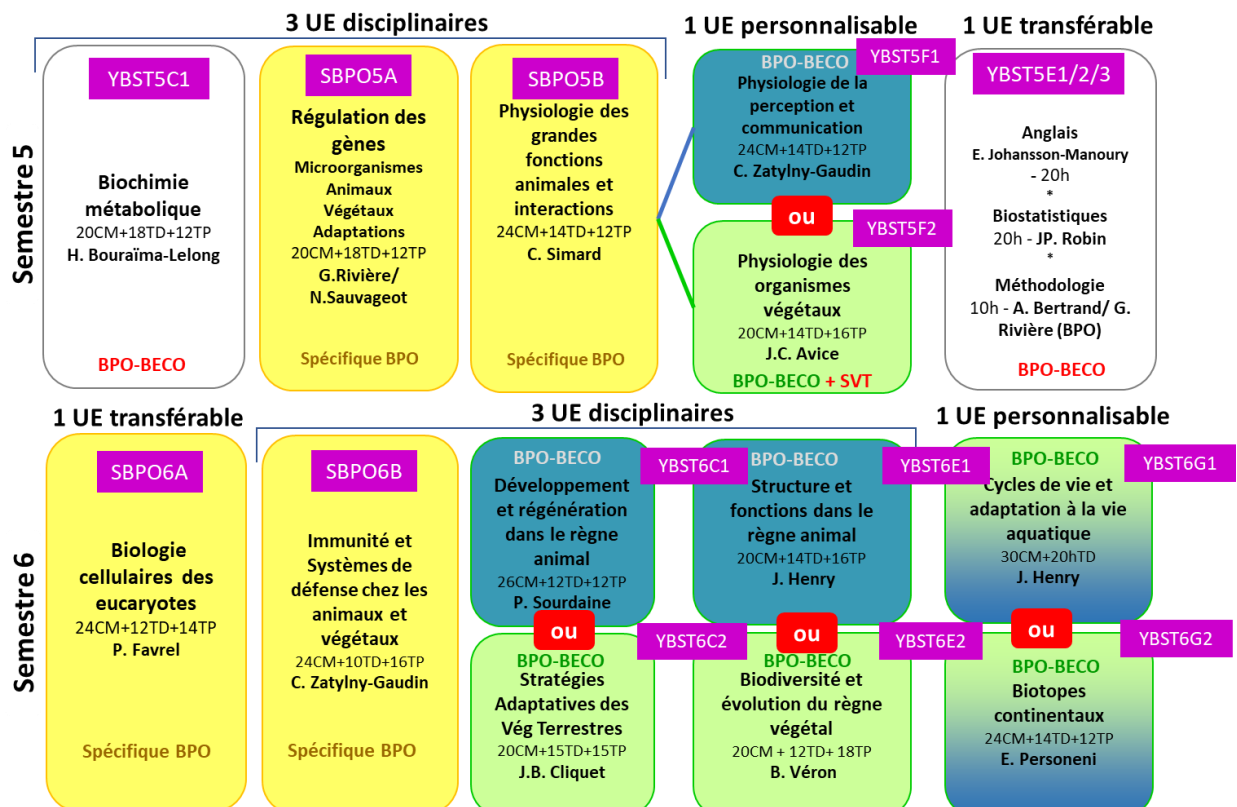 3 UE disciplinaires
1 UE personnalisable
1 UE transférable
Semestre 5
YBST5C1
Biochimie
métabolique
20CM+18TD+12TP
H. Bouraïma-Lelong
BPO-BECO
SBPO5A
Régulation des
gènes
Microorganismes
Animaux
Végétaux
Adaptations
20CM+18TD+12TP
G.Rivière/
N.Sauvageot
Spécifique BPO
SBPO5B
Physiologie des
grandes
fonctions
animales et
interactions
24CM+14TD+12TP
C. Simard
Spécifique BPO
BPO-BECO
YBST5F1
Physiologie de la
perception et
communication
24CM+14TD+12TP
C. Zatylny-Gaudin
ou
YBST5F2
Physiologie des
organismes
végétaux
20CM+14TD+16TP
J.C. Avice
BPO-BECO + SVT
YBST5E1/2/3
Anglais
E. Johansson-Manoury
- 20h
*
Biostatistiques
20h - JP. Robin
*
Méthodologie
10h - A. Bertrand/ G.
Rivière (BPO)
BPO-BECO
1 UE transférable
3 UE disciplinaires
1 UE personnalisable
Semestre 6
SBPO6A
Biologie
cellulaires des
eucaryotes
24CM+12TD+14TP
P. Favrel
Spécifique BPO
SBPO6B
Immunité et
Systèmes de
défense chez les
animaux et
végétaux
24CM+10TD+16TP
C. Zatylny-Gaudin
Spécifique BPO
BPO-BECO
YBST6C1
Développement
et régénération
dans le règne
animal
26CM+12TD+12TP
P. Sourdaine
ou
YBST6C2
BPO-BECO
Stratégies
Adaptatives des
Vég Terrestres
20CM+15TD+15TP
J.B. Cliquet
BPO-BECO
YBST6E1
Structure et
fonctions dans le
règne animal
20CM+14TD+16TP
J. Henry
ou
YBST6E2
BPO-BECO
Biodiversité et
évolution du règne
végétal
20CM + 12TD+ 18TP
B. Véron
BPO-BECO
YBST6G1
Cycles de vie et
adaptation à la vie
aquatique
30CM+20hTD
J. Henry
ou
YBST6G2
BPO-BECO
Biotopes
continentaux
24CM+14TD+12TP
E. Personeni